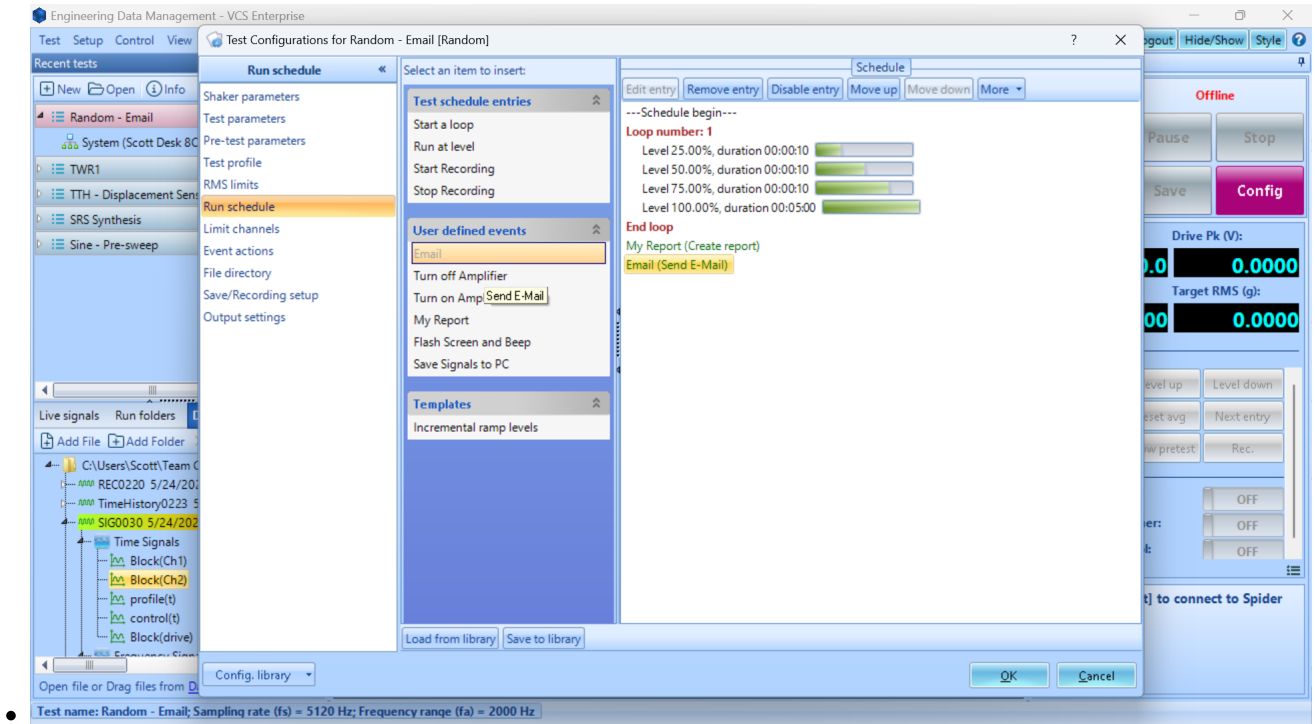 Engineering Data Management - VCS Enterprise
Test Setup Control View
Hide/Show Style
Recent tests
New Open Info
Random - Email
System (Scott Desk 8C
TWR1
TTH - Displacement Sens
SRS Synthesis
Sine - Pre-sweep
Live signals Run folders
Add File Add Folder
C:\Users\Scott\Team
REC0220 5/24/202
TimeHistory0223 5
SIG0030 5/24/202
Time Signals
Block(Ch1)
Block(Ch2)
profile(t)
control(t)
Block(drive)
Open file or Drag files from
Test name: Random - Email; Sampling rate (fs) = 5120 Hz; Frequency range (fa) = 2000 Hz
Test Configurations for Random - Email [Random]
Run schedule
Shaker parameters
Test parameters
Pre-test parameters
Test profile
RMS limits
Run schedule
Limit channels
Event actions
File directory
Save/Recording setup
Output settings
Select an item to insert:
Test schedule entries
Start a loop
Run at level
Start Recording
Stop Recording
User defined events
Email
Turn off Amplifier
Turn on Amp
Send E-Mail
My Report
Flash Screen and Beep
Save Signals to PC
Templates
Incremental ramp levels
Load from library Save to library
Schedule
Edit entry Remove entry Disable entry Move up Move down More
---Schedule begin---
Loop number: 1
Level 25.00%, duration 00:00:10
Level 50.00%, duration 00:00:10
Level 75.00%, duration 00:00:10
Level 100.00%, duration 00:05:00
End loop
My Report (Create report)
Email (Send E-Mail)
Config. library
OK Cancel
Offline
Pause Stop
Save Config
Drive Pk (V):
0.0000
Target RMS (g):
00 0.0000
Level down
Next entry
pretest Rec.
OFF
OFF
OFF
to connect to Spider